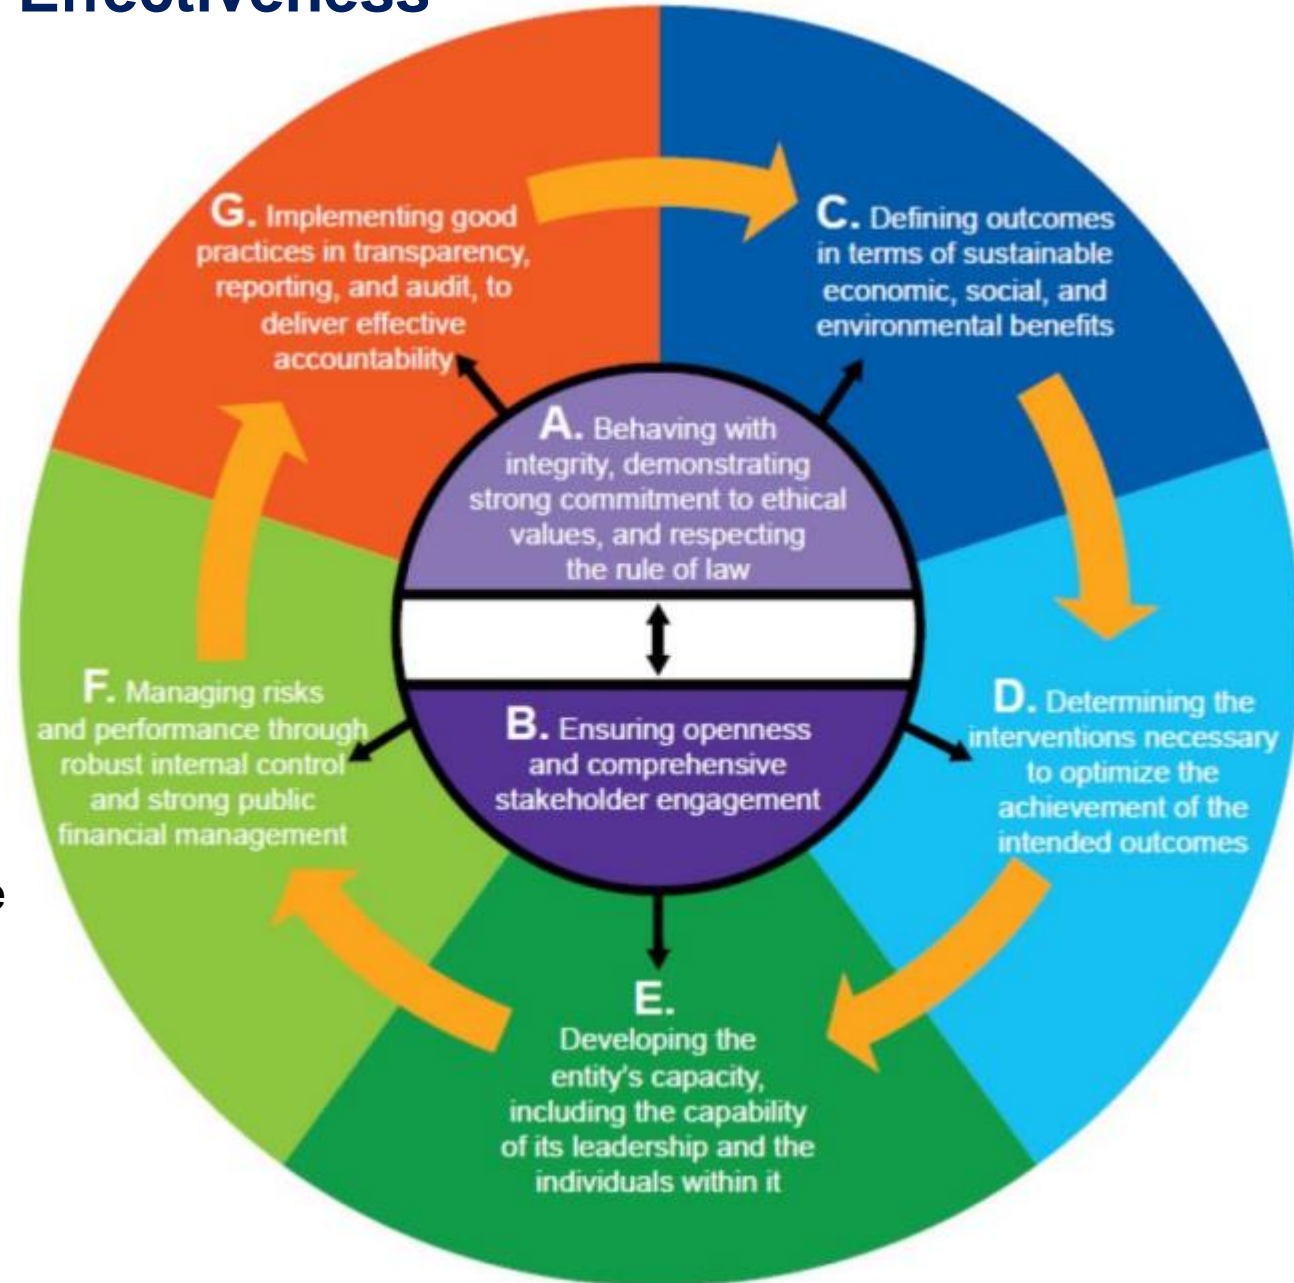 Effectiveness
G. Implementing good
practices in transparency,
reporting, and audit, to
deliver effective
accountability
C. Defining outcomes
in terms of sustainable
economic, social, and
environmental benefits
A. Behaving with
integrity, demonstrating
strong commitment to ethical
values, and respecting
the rule of law
B. Ensuring openness
and comprehensive
stakeholder engagement
D. Determining the
interventions necessary
to optimize the
achievement of the
intended outcomes
E.
Developing the
entity's capacity,
including the capability
of its leadership and the
individuals within it
F. Managing risks
and performance through
robust internal control
and strong public
financial management
e